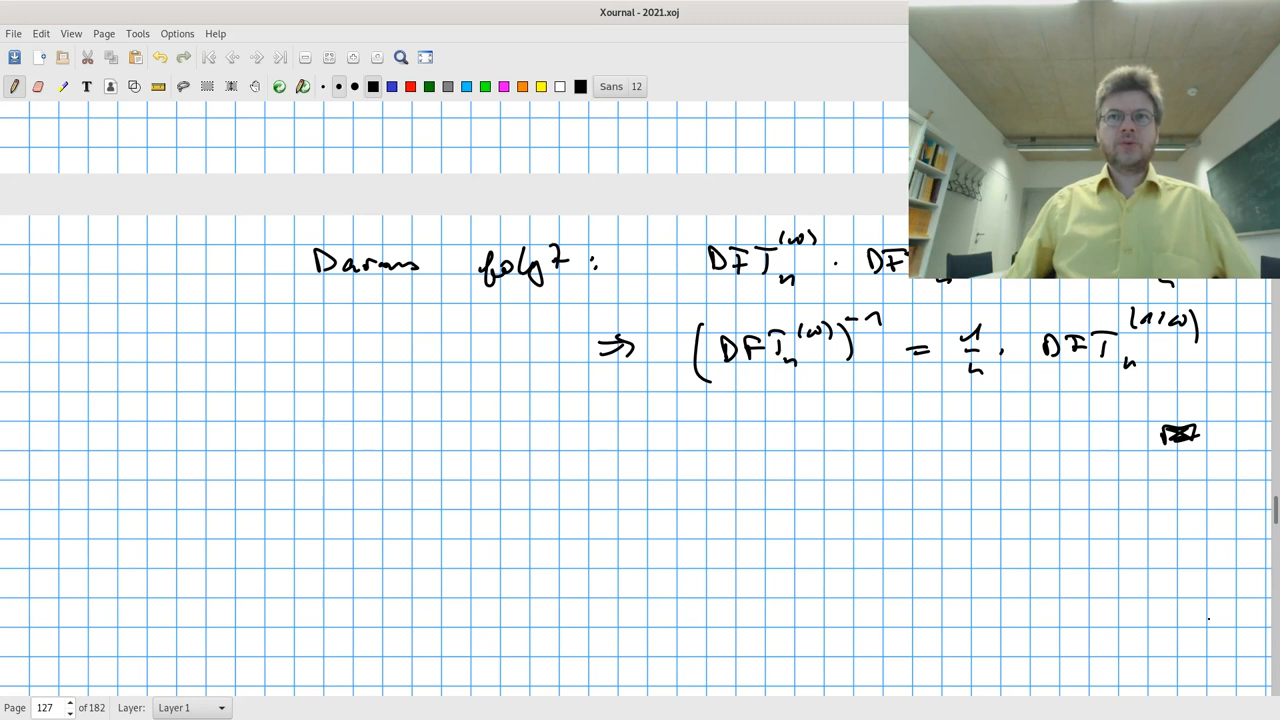 Xournal - 2021.xoj
File Edit View Page Tools Options Help
Sans 12
Daraus folgt: DFT_n^(ω) · DF
⇒ (DFT_n^(ω))^-1 = 1/n · DFT_n^(1/ω)
Page 127 of 182 Layer: Layer 1